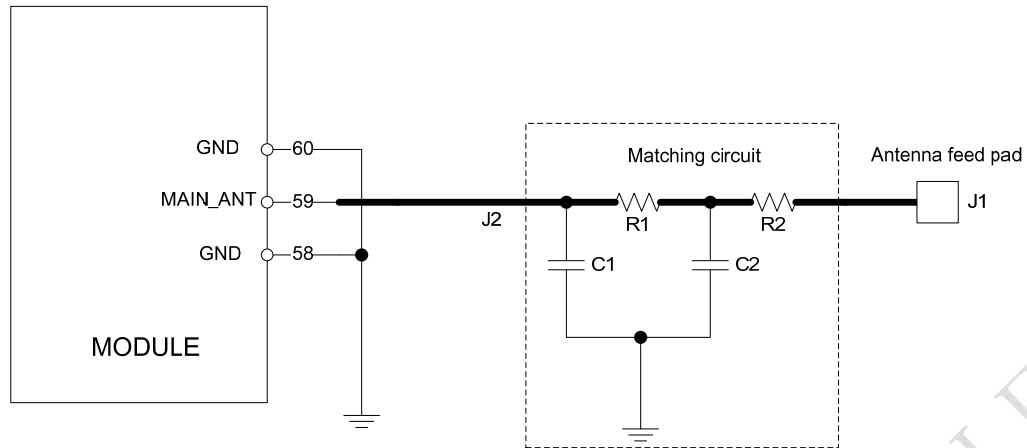 GND 60
Matching circuit
Antenna feed pad
MAIN_ANT 59
J2
R1
R2
J1
GND 58
C1
C2
MODULE